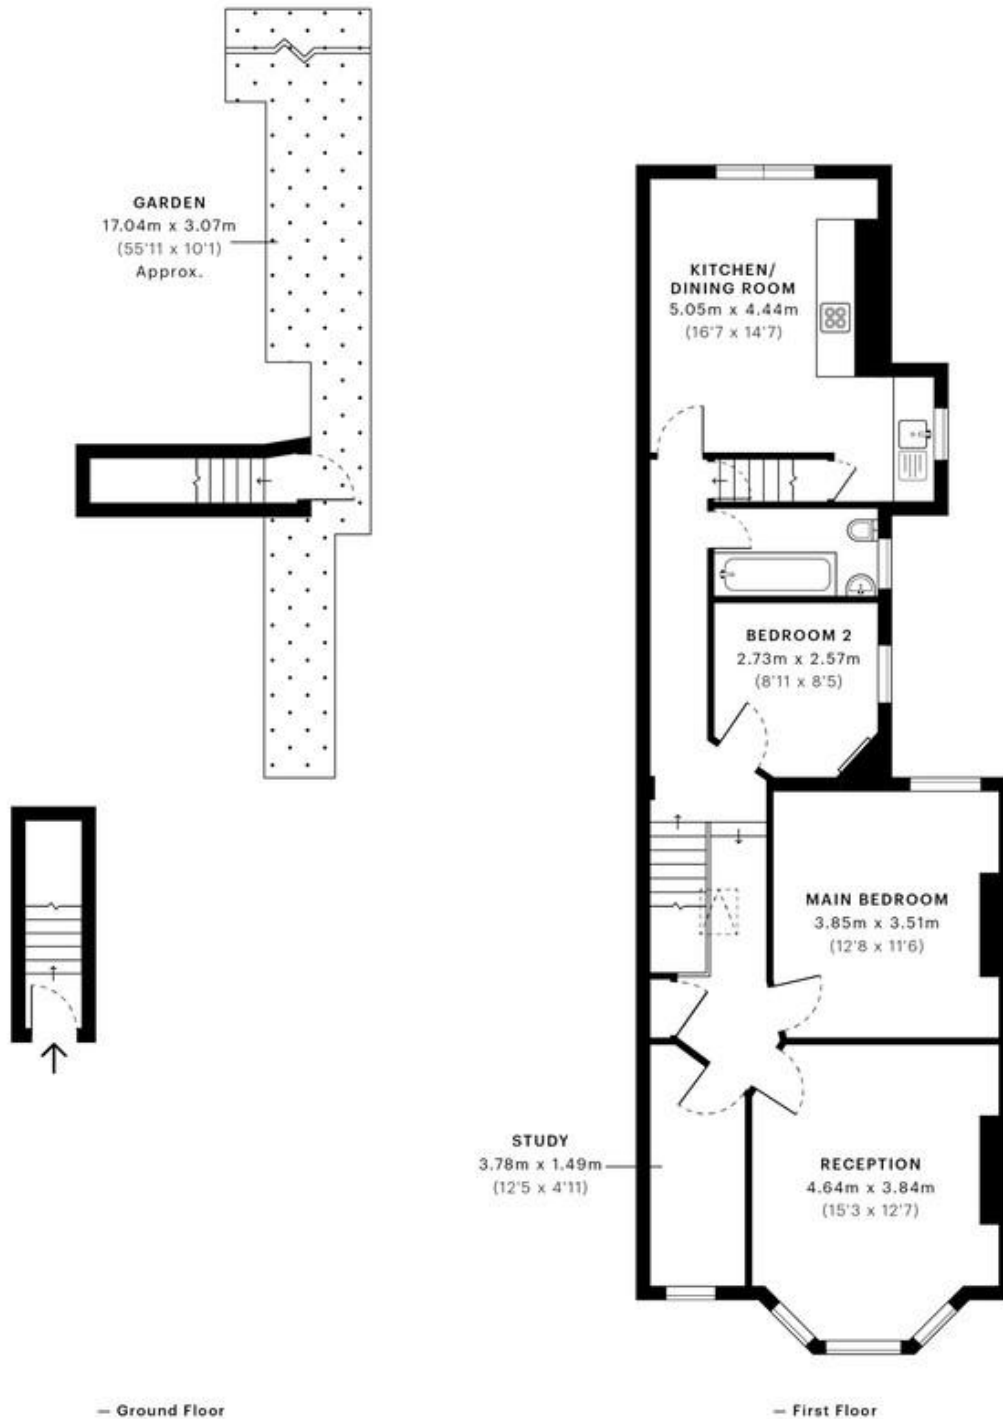 GARDEN
17.04m x 3.07m
(55'11 x 10'1)
Approx.
KITCHEN/
DINING ROOM
5.05m x 4.44m
(16'7 x 14'7)
BEDROOM 2
2.73m x 2.57m
(8'11 x 8'5)
MAIN BEDROOM
3.85m x 3.51m
(12'8 x 11'6)
STUDY
3.78m x 1.49m
(12'5 x 4'11)
RECEPTION
4.64m x 3.84m
(15'3 x 12'7)
— Ground Floor
— First Floor